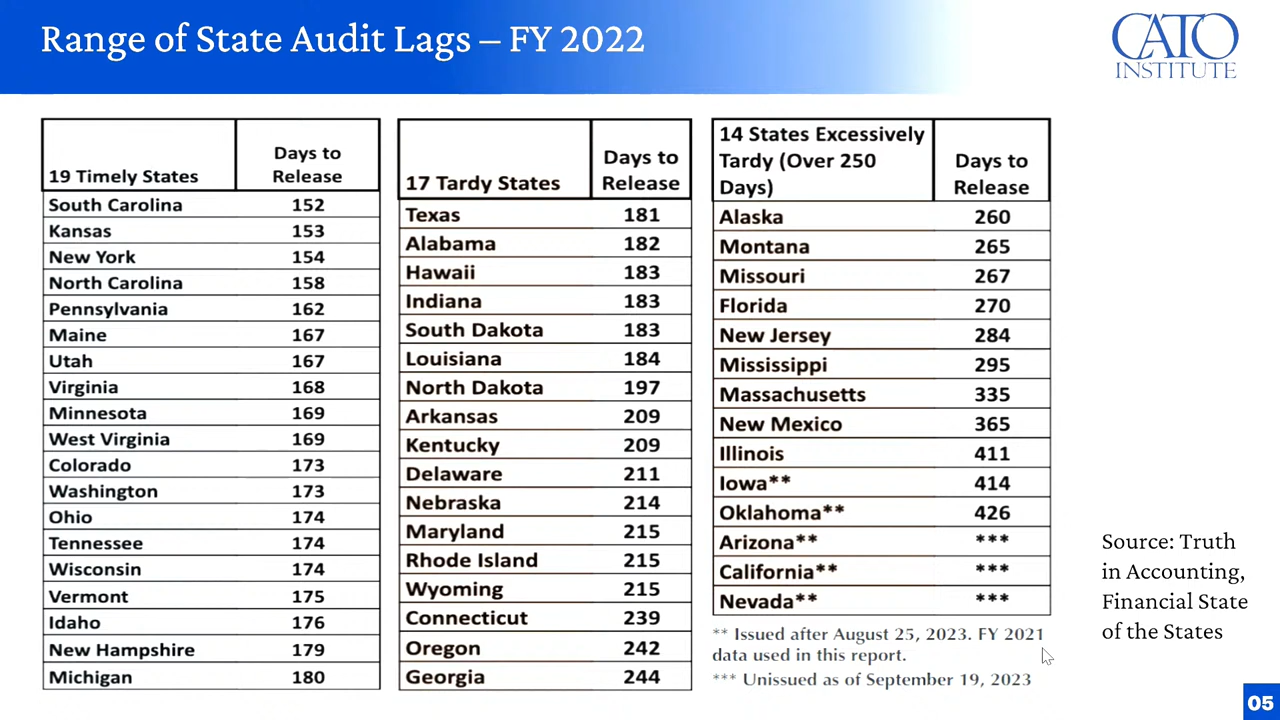 Range of State Audit Lags – FY 2022
CATO
INSTITUTE
19 Timely States Days to Release
South Carolina 152
Kansas 153
New York 154
North Carolina 158
Pennsylvania 162
Maine 167
Utah 167
Virginia 168
Minnesota 169
West Virginia 169
Colorado 173
Washington 173
Ohio 174
Tennessee 174
Wisconsin 174
Vermont 175
Idaho 176
New Hampshire 179
Michigan 180
17 Tardy States Days to Release
Texas 181
Alabama 182
Hawaii 183
Indiana 183
South Dakota 183
Louisiana 184
North Dakota 197
Arkansas 209
Kentucky 209
Delaware 211
Nebraska 214
Maryland 215
Rhode Island 215
Wyoming 215
Connecticut 239
Oregon 242
Georgia 244
14 States Excessively
Tardy (Over 250
Days) Days to Release
Alaska 260
Montana 265
Missouri 267
Florida 270
New Jersey 284
Mississippi 295
Massachusetts 335
New Mexico 365
Illinois 411
Iowa** 414
Oklahoma** 426
Arizona** ***
California** ***
Nevada** ***
** Issued after August 25, 2023. FY 2021
data used in this report.
*** Unissued as of September 19, 2023
Source: Truth
in Accounting,
Financial State
of the States
05